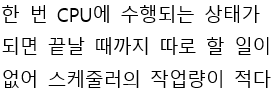 한 번 CPU에 수행되는 상태가
되면 끝날 때까지 따로 할 일이
없어 스케줄러의 작업량이 적다